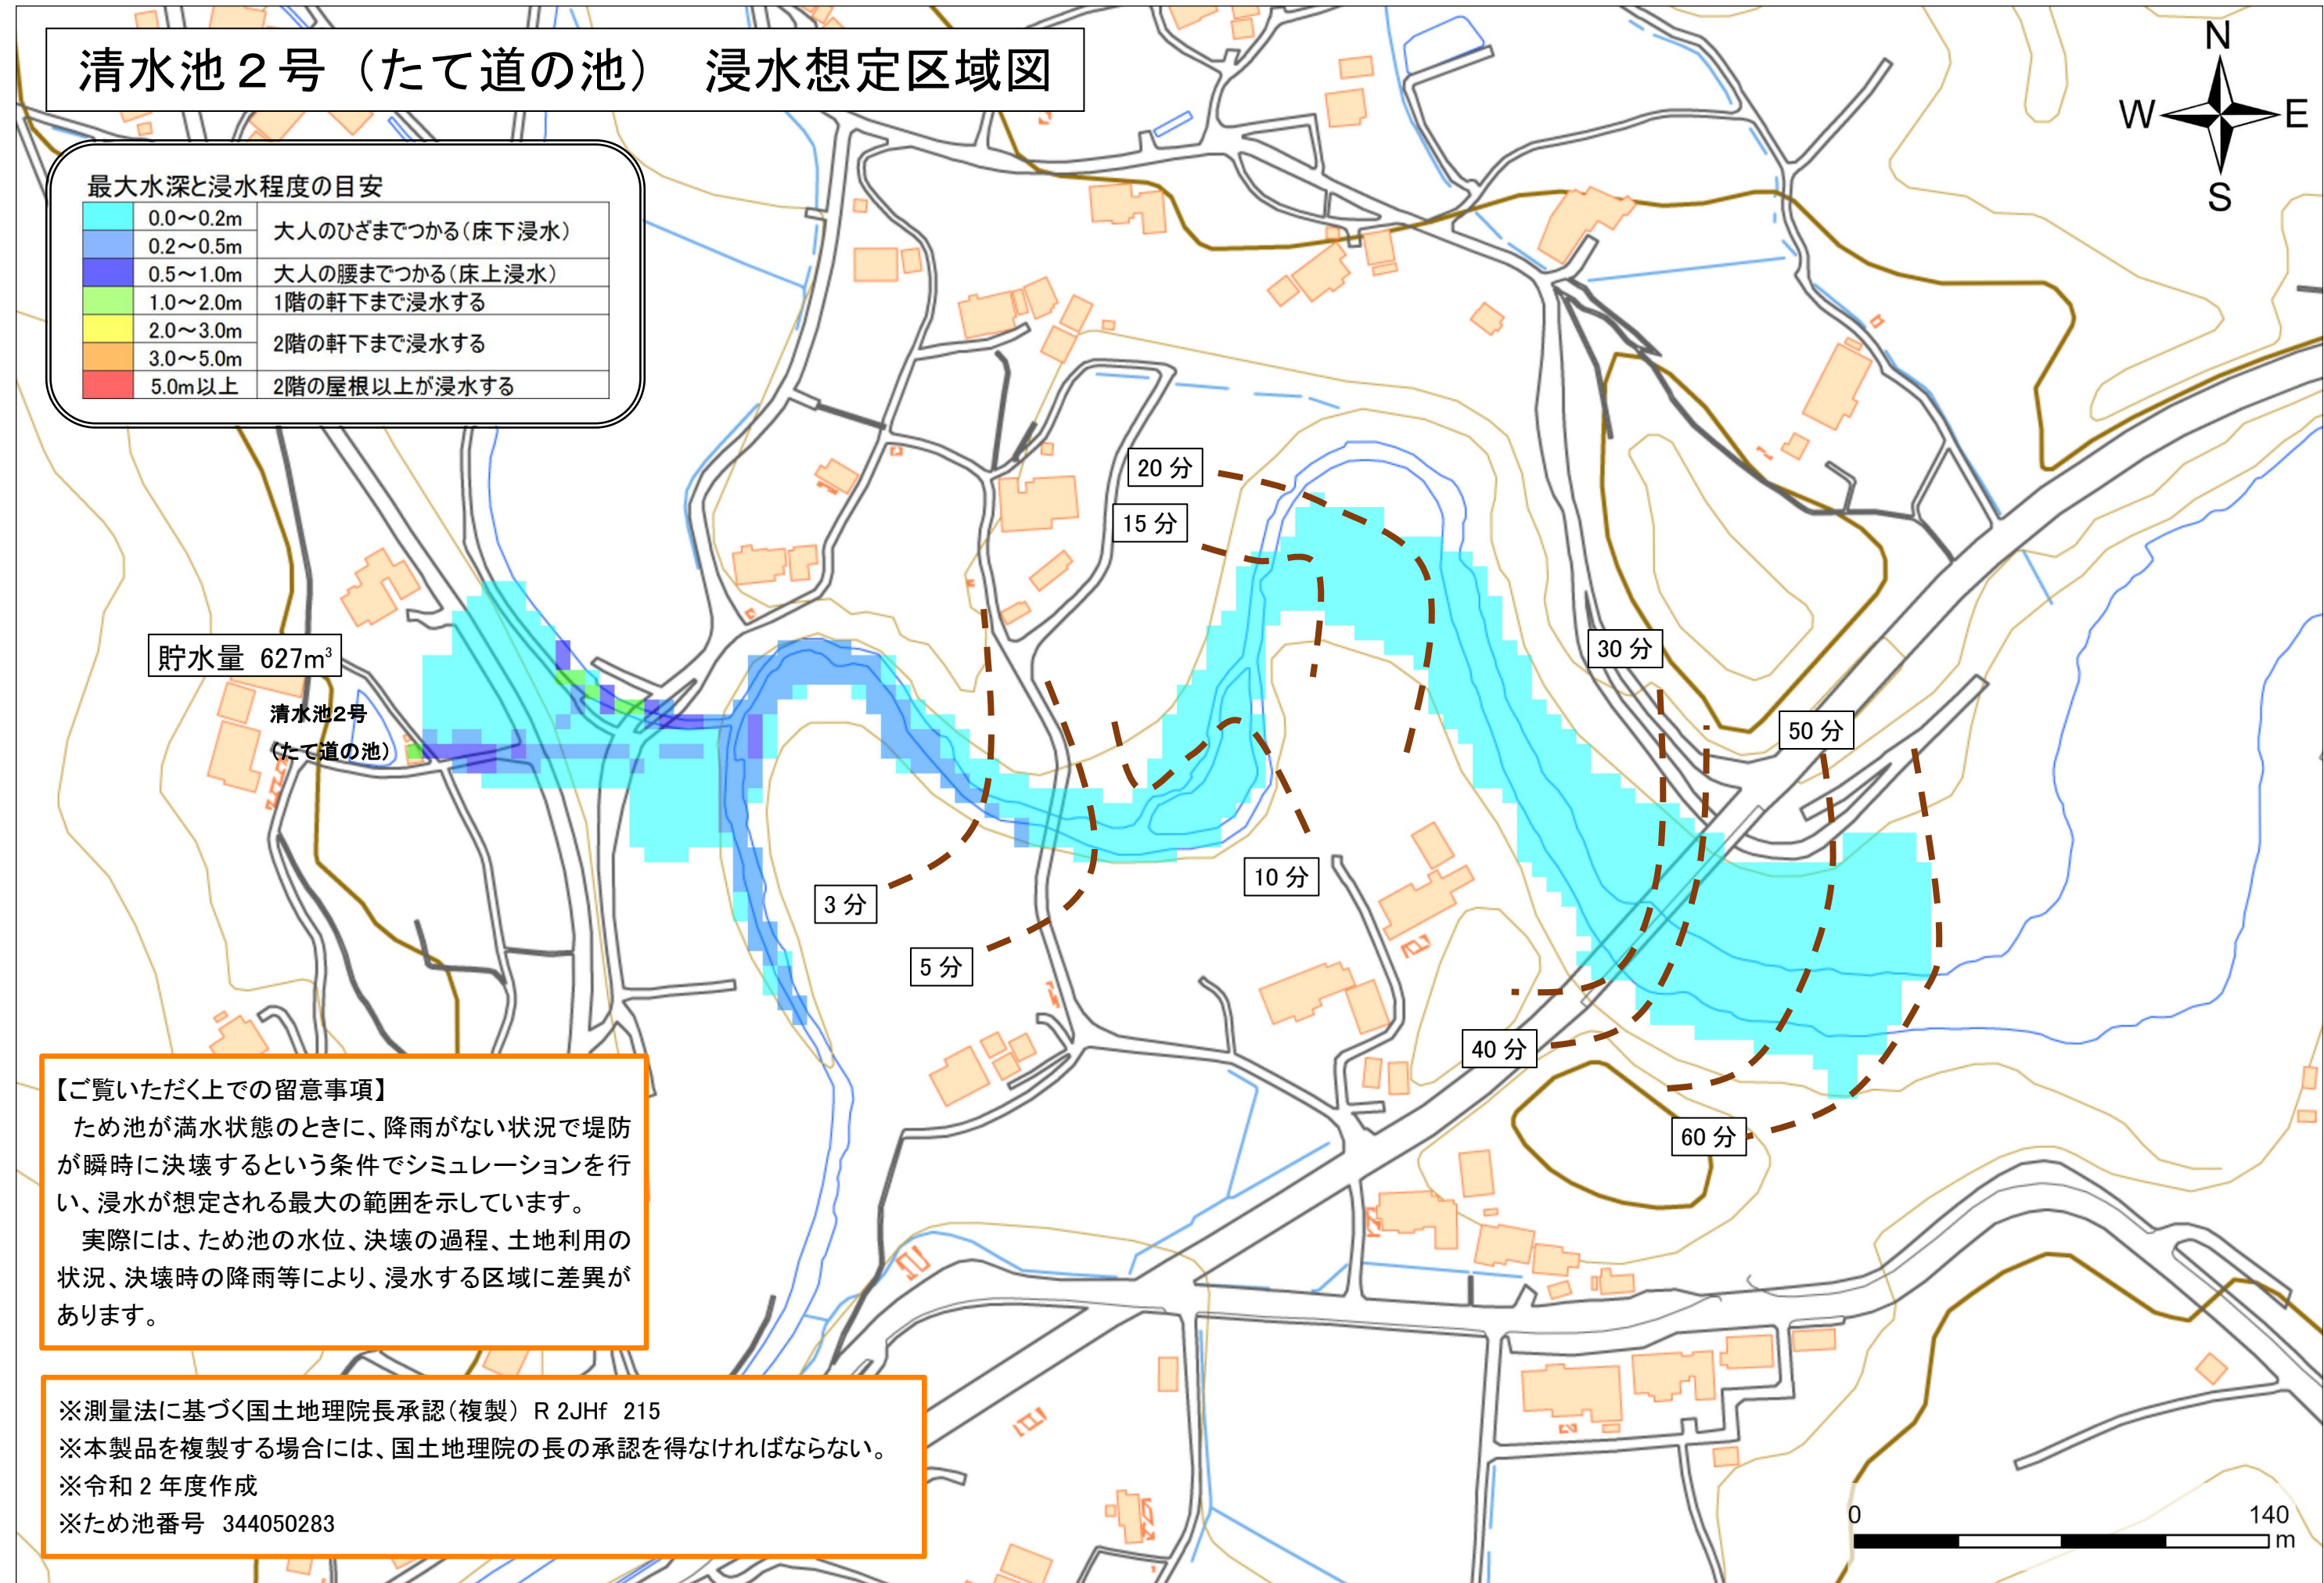 清水池２号（たて道の池）　浸水想定区域図
N
W
E
S
最大水深と浸水程度の目安
0.0～0.2m
大人のひざまでつかる(床下浸水)
0.2～0.5m
0.5～1.0m 大人の腰までつかる(床上浸水)
1.0～2.0m 1階の軒下まで浸水する
2.0～3.0m
2階の軒下まで浸水する
3.0～5.0m
5.0m以上 2階の屋根以上が浸水する
20 分
15 分
30 分
貯水量 627m³
清水池2号
(たて道の池)
50 分
10 分
3 分
5 分
40 分
60 分
【ご覧いただく上での留意事項】
ため池が満水状態のときに、降雨がない状況で堤防
が瞬時に決壊するという条件でシミュレーションを行
い、浸水が想定される最大の範囲を示しています。
実際には、ため池の水位、決壊の過程、土地利用の
状況、決壊時の降雨等により、浸水する区域に差異が
あります。
※測量法に基づく国土地理院長承認(複製) R 2JHf 215
※本製品を複製する場合には、国土地理院の長の承認を得なければならない。
※令和 2 年度作成
※ため池番号 344050283
0
140
m